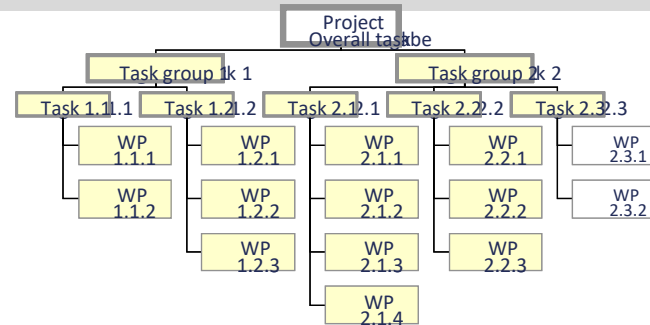 Project
Overall task
Task group 1
Task group 2
Task 1.1
Task 1.2
Task 2.1
Task 2.2
Task 2.3
WP
1.1.1
WP
1.2.1
WP
2.1.1
WP
2.2.1
WP
2.3.1
WP
1.1.2
WP
1.2.2
WP
2.1.2
WP
2.2.2
WP
2.3.2
WP
1.2.3
WP
2.1.3
WP
2.2.3
WP
2.1.4